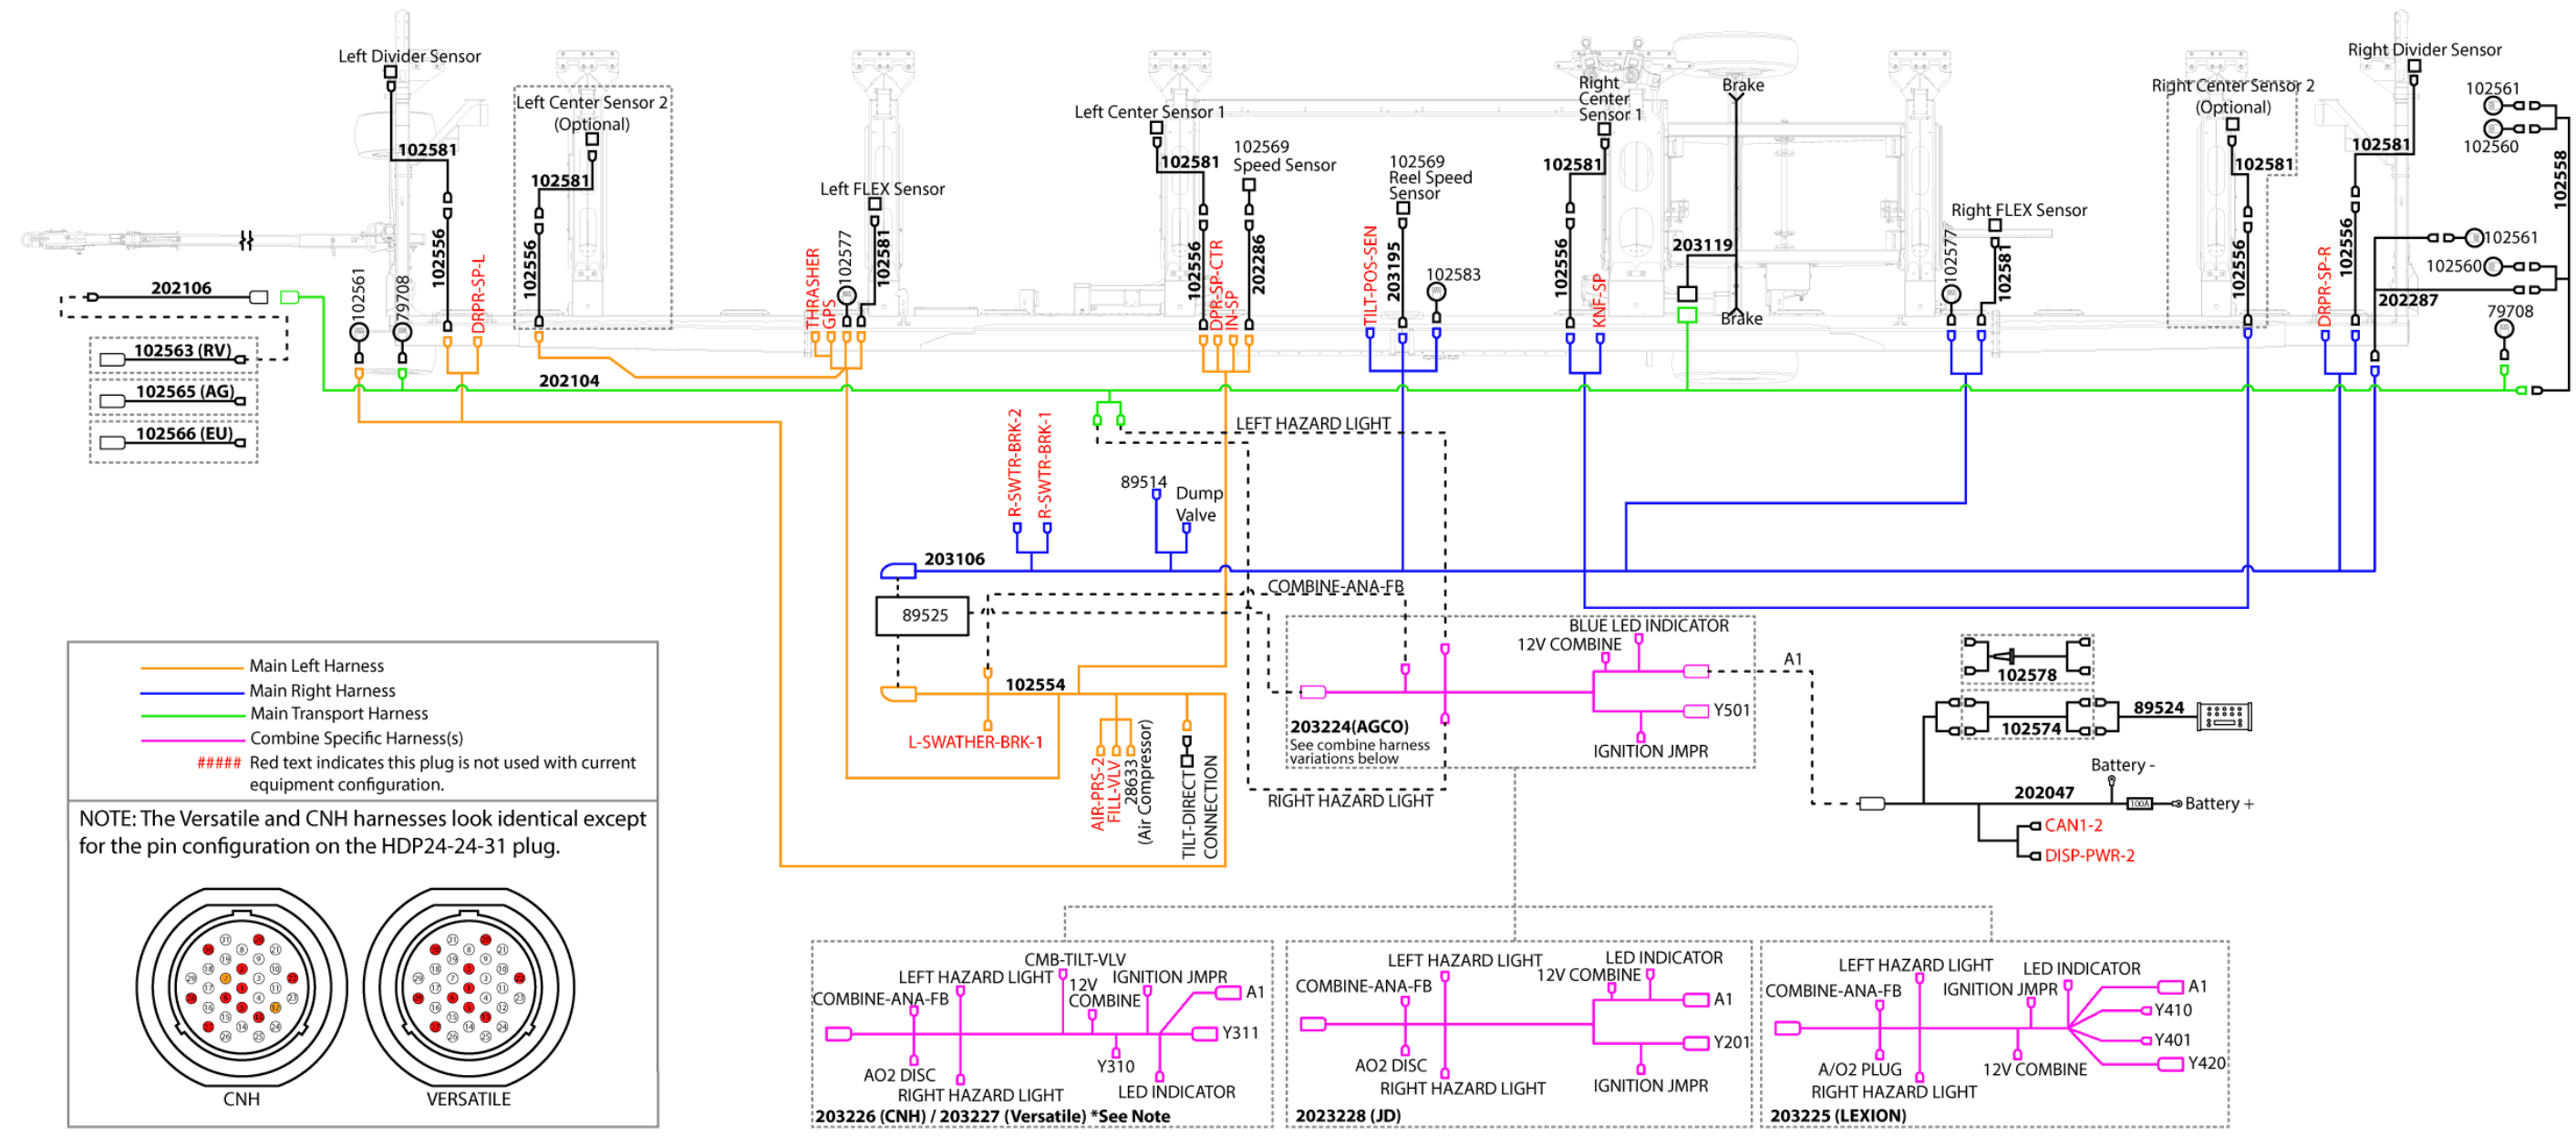 Left Divider Sensor
102581
102556
DRPR-SP-L
Left Center Sensor 2
(Optional)
102581
102556
Left FLEX Sensor
THRASHER
GPS
102577
102581
Left Center Sensor 1
102581
102556
DPR-SP-CTR
IN-SP
102569
Speed Sensor
202286
102569
Reel Speed
Sensor
TILT-POS-SEN
203195
102583
Right
Center
Sensor 1
102581
102556
KNF-SP
Brake
203119
Brake
Right FLEX Sensor
102577
102581
Right Center Sensor 2
(Optional)
102581
102556
Right Divider Sensor
102581
102556
DRPR-SP-R
102561
102560
102558
102561
102560
202287
79708
202106
102561
79708
102563 (RV)
102565 (AG)
102566 (EU)
202104
LEFT HAZARD LIGHT
R-SWTR-BRK-2
R-SWTR-BRK-1
89514
Dump
Valve
203106
COMBINE-ANA-FB
89525
102554
L-SWATHER-BRK-1
AIR-PRS-2
FILL-VLV
28633
(Air Compressor)
TILT-DIRECT
CONNECTION
RIGHT HAZARD LIGHT
BLUE LED INDICATOR
12V COMBINE
203224(AGCO)
See combine harness
variations below
Y501
IGNITION JMPR
A1
102578
102574
89524
Battery -
202047
100A
Battery +
CAN1-2
DISP-PWR-2
Main Left Harness
Main Right Harness
Main Transport Harness
Combine Specific Harness(s)
##### Red text indicates this plug is not used with current
equipment configuration.
NOTE: The Versatile and CNH harnesses look identical except
for the pin configuration on the HDP24-24-31 plug.
CNH
VERSATILE
CMB-TILT-VLV
LEFT HAZARD LIGHT
12V
COMBINE
IGNITION JMPR
COMBINE-ANA-FB
A1
Y311
AO2 DISC
Y310
RIGHT HAZARD LIGHT
LED INDICATOR
203226 (CNH) / 203227 (Versatile) *See Note
LEFT HAZARD LIGHT
LED INDICATOR
12V COMBINE
COMBINE-ANA-FB
A1
Y201
AO2 DISC
RIGHT HAZARD LIGHT
IGNITION JMPR
2023228 (JD)
LEFT HAZARD LIGHT
LED INDICATOR
COMBINE-ANA-FB
IGNITION JMPR
A1
Y410
Y401
Y420
A/O2 PLUG
12V COMBINE
RIGHT HAZARD LIGHT
203225 (LEXION)